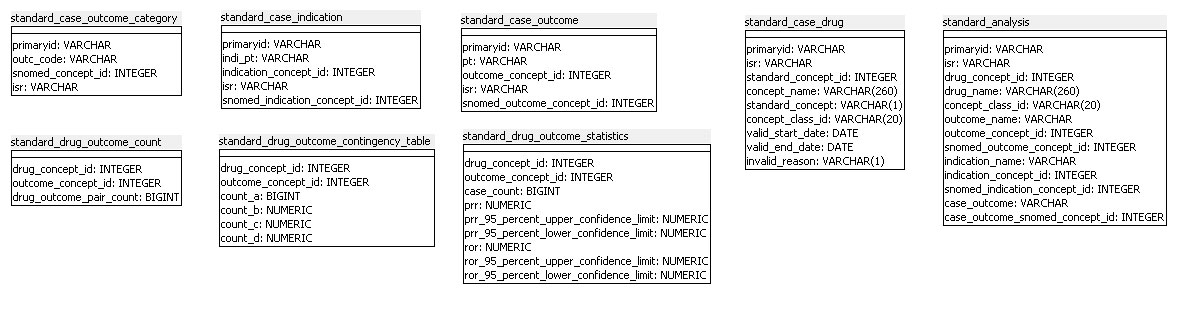 standard_case_outcome_category
primaryid: VARCHAR
outc_code: VARCHAR
snomed_concept_id: INTEGER
isr: VARCHAR
standard_case_indication
primaryid: VARCHAR
indi_pt: VARCHAR
indication_concept_id: INTEGER
isr: VARCHAR
snomed_indication_concept_id: INTEGER
standard_case_outcome
primaryid: VARCHAR
pt: VARCHAR
outcome_concept_id: INTEGER
isr: VARCHAR
snomed_outcome_concept_id: INTEGER
standard_case_drug
primaryid: VARCHAR
isr: VARCHAR
standard_concept_id: INTEGER
concept_name: VARCHAR(260)
standard_concept: VARCHAR(1)
concept_class_id: VARCHAR(20)
valid_start_date: DATE
valid_end_date: DATE
invalid_reason: VARCHAR(1)
standard_analysis
primaryid: VARCHAR
isr: VARCHAR
drug_concept_id: INTEGER
drug_name: VARCHAR(260)
concept_class_id: VARCHAR(20)
outcome_name: VARCHAR
outcome_concept_id: INTEGER
snomed_outcome_concept_id: INTEGER
indication_name: VARCHAR
indication_concept_id: INTEGER
snomed_indication_concept_id: INTEGER
case_outcome: VARCHAR
case_outcome_snomed_concept_id: INTEGER
standard_drug_outcome_count
drug_concept_id: INTEGER
outcome_concept_id: INTEGER
drug_outcome_pair_count: BIGINT
standard_drug_outcome_contingency_table
drug_concept_id: INTEGER
outcome_concept_id: INTEGER
count_a: BIGINT
count_b: NUMERIC
count_c: NUMERIC
count_d: NUMERIC
standard_drug_outcome_statistics
drug_concept_id: INTEGER
outcome_concept_id: INTEGER
case_count: BIGINT
prr: NUMERIC
prr_95_percent_upper_confidence_limit: NUMERIC
prr_95_percent_lower_confidence_limit: NUMERIC
ror: NUMERIC
ror_95_percent_upper_confidence_limit: NUMERIC
ror_95_percent_lower_confidence_limit: NUMERIC